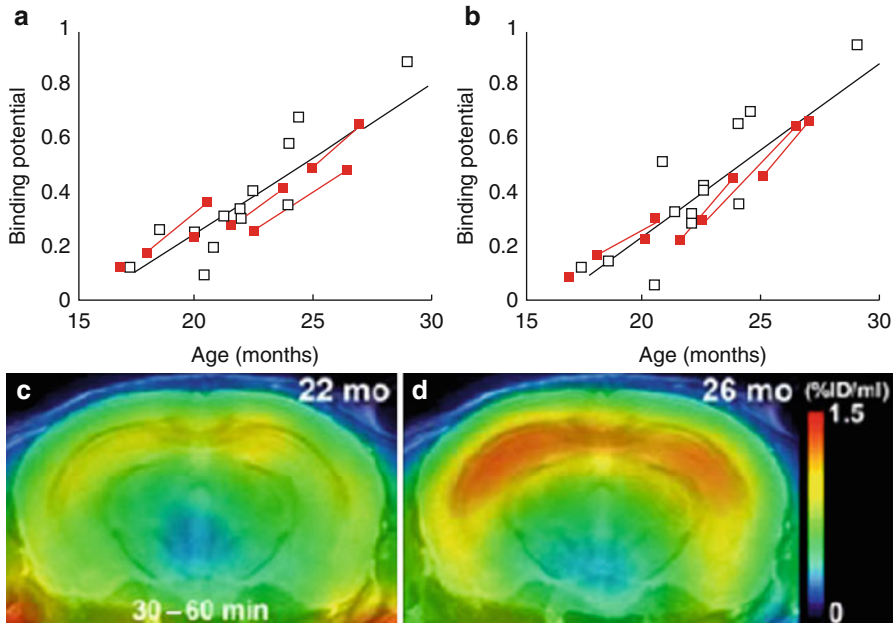 a
Binding potential
1
0.8
0.6
0.4
0.2
0
15 20 25 30
Age (months)
b
Binding potential
1
0.8
0.6
0.4
0.2
0
15 20 25 30
Age (months)
c 22 mo
30–60 min
d 26 mo
(%ID/ml)
1.5
0